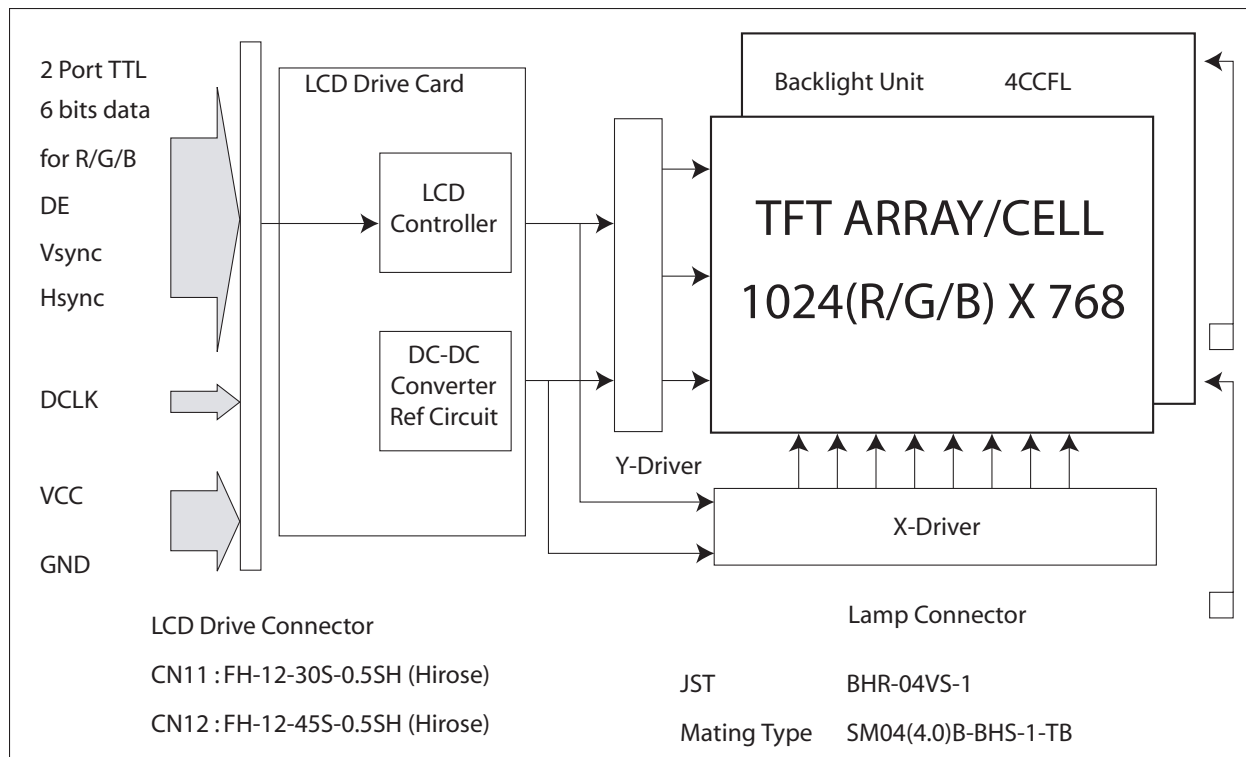 2 Port TTL
6 bits data
for R/G/B
DE
Vsync
Hsync
DCLK
VCC
GND
LCD Drive Card
LCD
Controller
DC-DC
Converter
Ref Circuit
Y-Driver
Backlight Unit 4CCFL
TFT ARRAY/CELL
1024(R/G/B) X 768
X-Driver
LCD Drive Connector
CN11 : FH-12-30S-0.5SH (Hirose)
CN12 : FH-12-45S-0.5SH (Hirose)
Lamp Connector
JST BHR-04VS-1
Mating Type SM04(4.0)B-BHS-1-TB